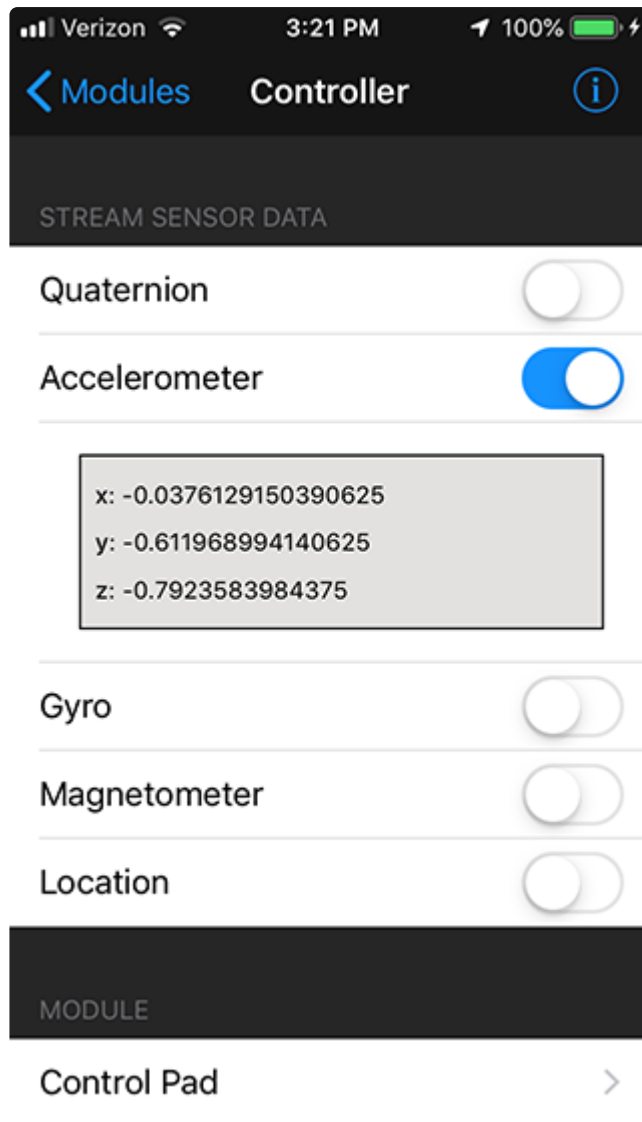 Verizon 3:21 PM 100%
Modules Controller i
STREAM SENSOR DATA
Quaternion
Accelerometer
x: -0.0376129150390625
y: -0.611968994140625
z: -0.7923583984375
Gyro
Magnetometer
Location
MODULE
Control Pad